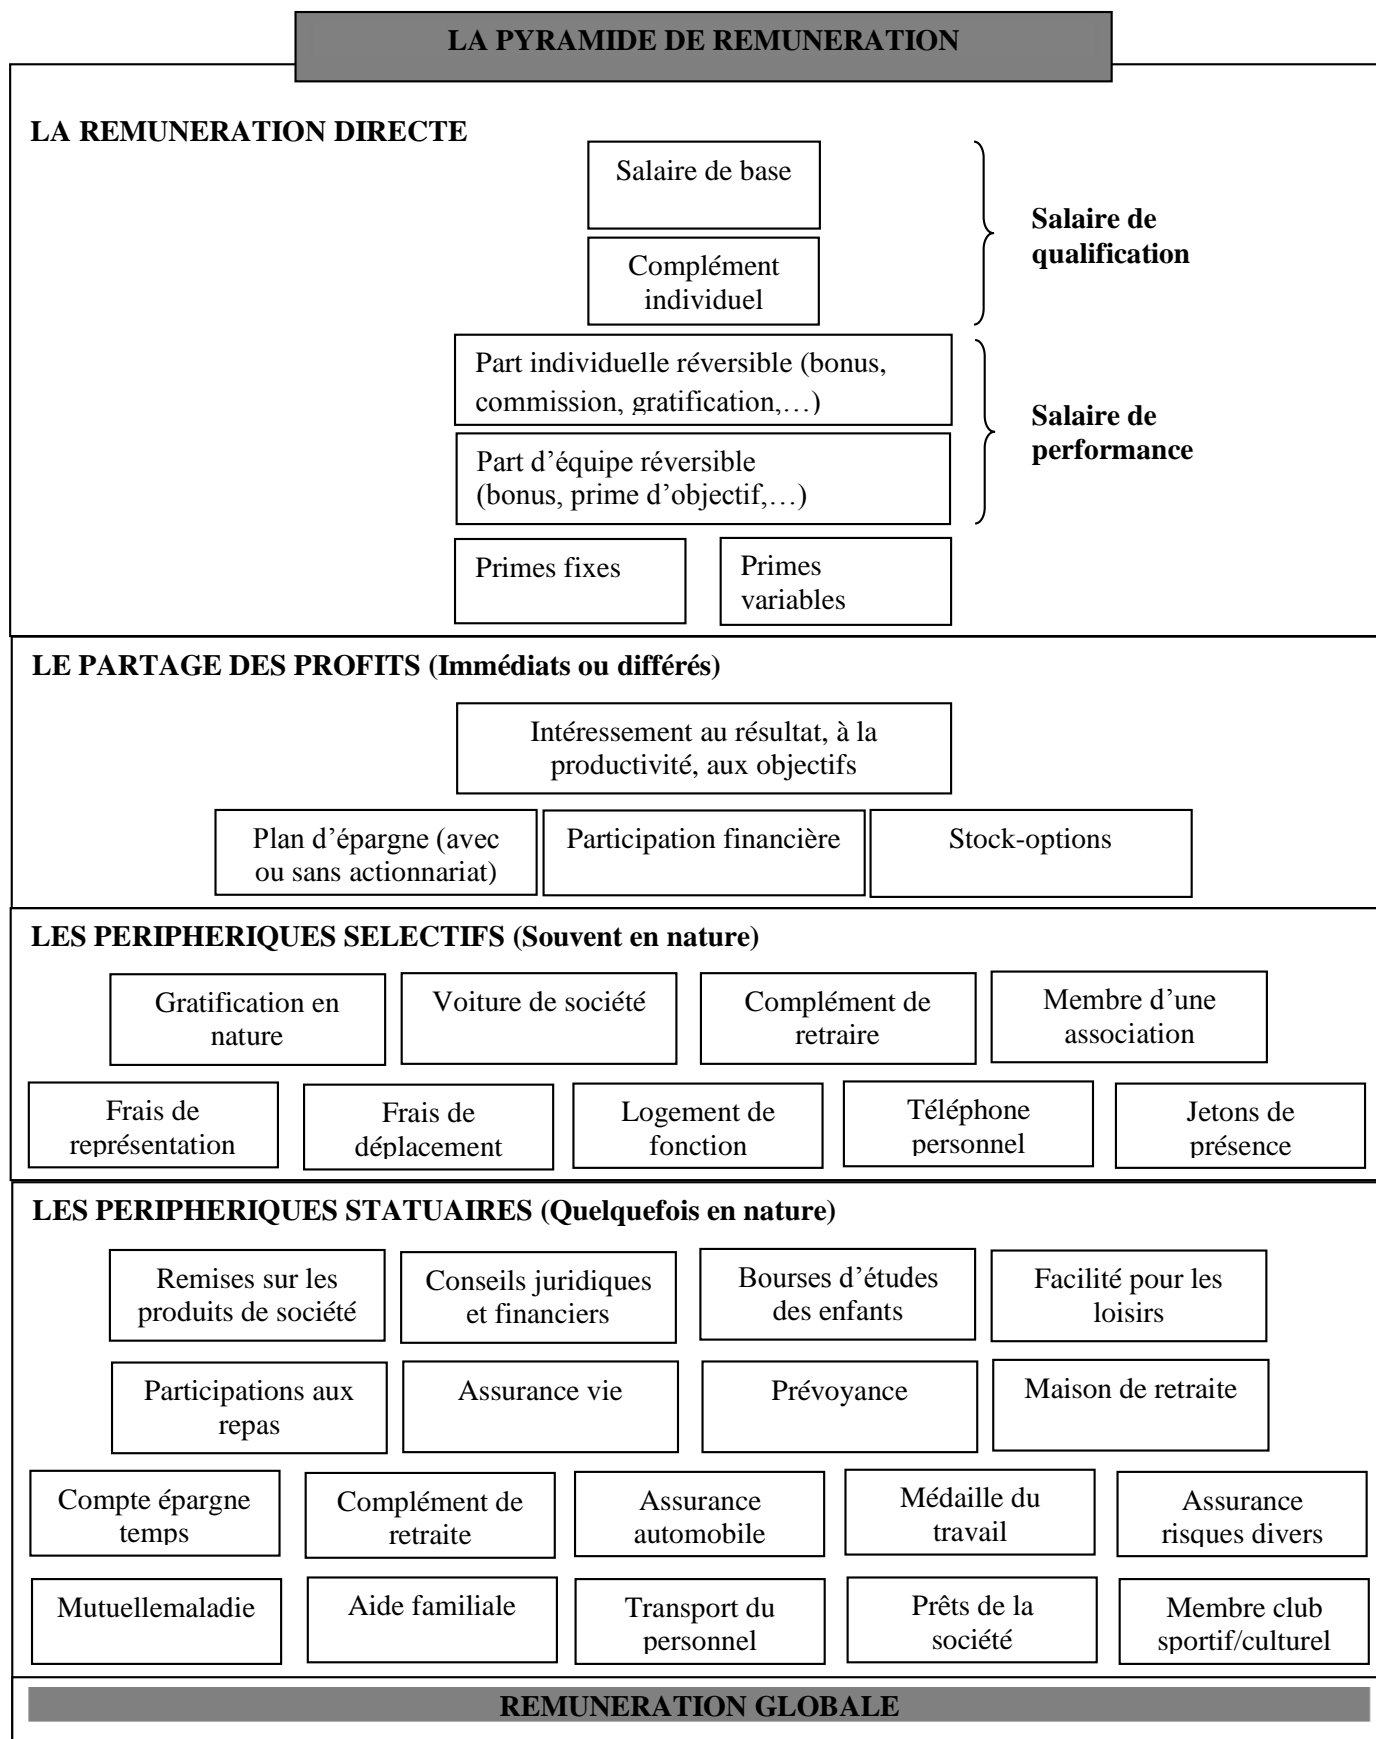 LA PYRAMIDE DE REMUNERATION
LA REMUNERATION DIRECTE
Salaire de base
Complément
individuel
Salaire de
qualification
Part individuelle réversible (bonus,
commission, gratification,…)
Part d’équipe réversible
(bonus, prime d’objectif,…)
Salaire de
performance
Primes fixes
Primes
variables
LE PARTAGE DES PROFITS (Immédiats ou différés)
Intéressement au résultat, à la
productivité, aux objectifs
Plan d’épargne (avec
ou sans actionnariat)
Participation financière
Stock-options
LES PERIPHERIQUES SELECTIFS (Souvent en nature)
Gratification en
nature
Voiture de société
Complément de
retraire
Membre d’une
association
Frais de
représentation
Frais de
déplacement
Logement de
fonction
Téléphone
personnel
Jetons de
présence
LES PERIPHERIQUES STATUAIRES (Quelquefois en nature)
Remises sur les
produits de société
Conseils juridiques
et financiers
Bourses d’études
des enfants
Facilité pour les
loisirs
Participations aux
repas
Assurance vie
Prévoyance
Maison de retraite
Compte épargne
temps
Complément de
retraite
Assurance
automobile
Médaille du
travail
Assurance
risques divers
Mutuellemaladie
Aide familiale
Transport du
personnel
Prêts de la
société
Membre club
sportif/culturel
REMUNERATION GLOBALE